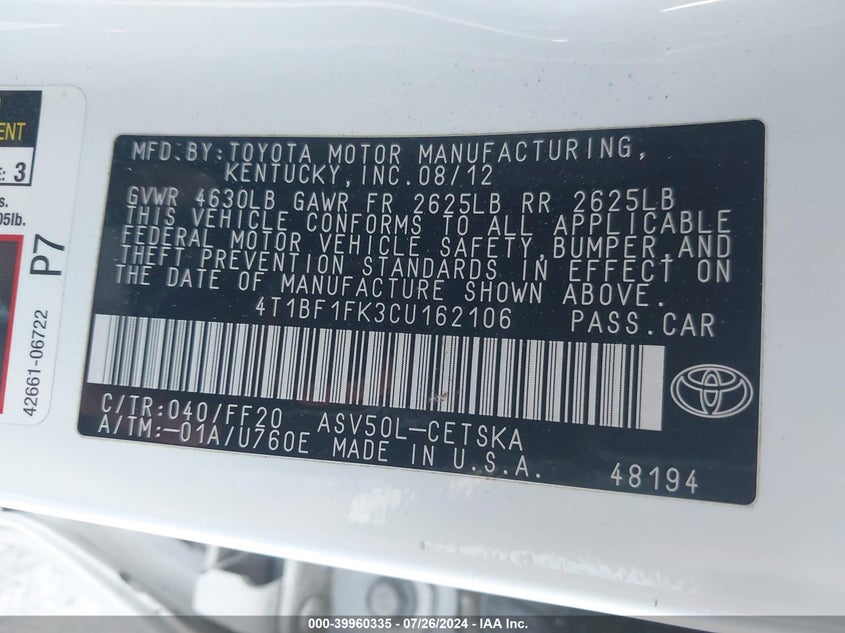 ENT
E: 3
s.
05lb.
P7
42661-06722
MFD.BY:TOYOTA MOTOR MANUFACTURING,
KENTUCKY,INC.08/12
GVWR 4630LB GAWR FR 2625LB RR 2625LB
THIS VEHICLE CONFORMS TO ALL APPLICABLE
FEDERAL MOTOR VEHICLE SAFETY,BUMPER,AND
THEFT PREVENTION STANDARDS IN EFFECT ON
THE DATE OF MANUFACTURE SHOWN ABOVE.
4T1BF1FK3CU162106 PASS.CAR
C/TR:040/FF20 ASV50L-CETSKA
A/TM:-01A/U760E MADE IN U.S.A. 48194
000-39960335 - 07/26/2024 - IAA Inc.